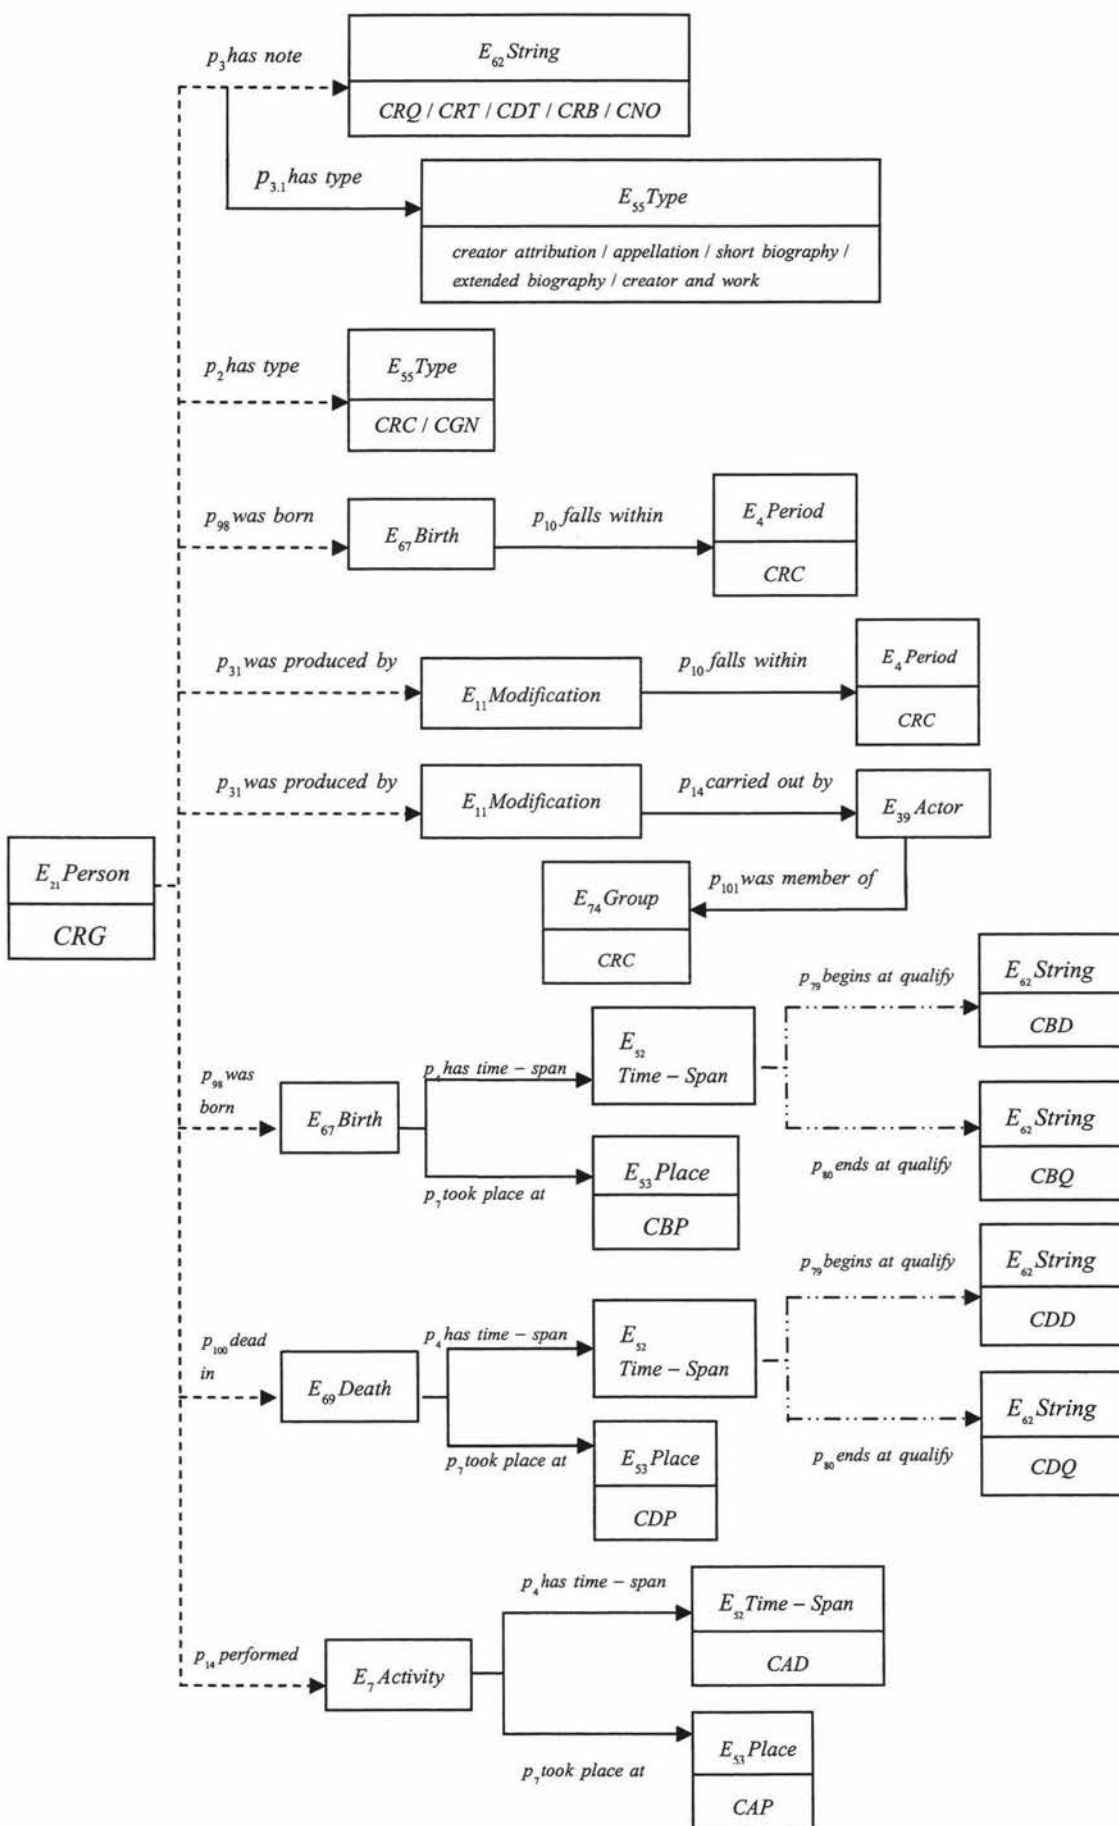 p₃ has note
E₆₂ String
CRQ / CRT / CDT / CRB / CNO
p₃.₁ has type
E₅₅ Type
creator attribution / appellation / short biography /
extended biography / creator and work
p₂ has type
E₅₅ Type
CRC / CGN
p₉₈ was born
E₆₇ Birth
p₁₀ falls within
E₄ Period
CRC
p₃₁ was produced by
E₁₁ Modification
p₁₀ falls within
E₄ Period
CRC
p₃₁ was produced by
E₁₁ Modification
p₁₄ carried out by
E₃₉ Actor
E₂₁ Person
CRG
p₁₀₁ was member of
E₇₄ Group
CRC
p₉₈ was
born
E₆₇ Birth
p₄ has time – span
E₅₂
Time – Span
p₇₉ begins at qualify
E₆₂ String
CBD
p₈₀ ends at qualify
E₆₂ String
CBQ
p₇ took place at
E₅₃ Place
CBP
p₁₀₀ dead
in
E₆₉ Death
p₄ has time – span
E₅₂
Time – Span
p₇₉ begins at qualify
E₆₂ String
CDD
p₈₀ ends at qualify
E₆₂ String
CDQ
p₇ took place at
E₅₃ Place
CDP
p₁₄ performed
E₇ Activity
p₄ has time – span
E₅₂ Time – Span
CAD
p₇ took place at
E₅₃ Place
CAP